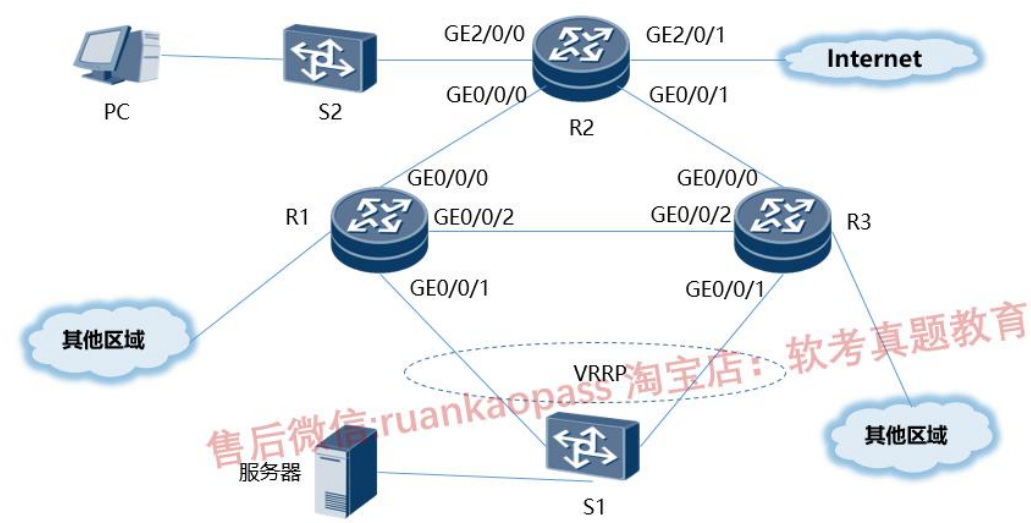 GE2/0/0
GE2/0/1
Internet
PC
S2
GE0/0/0
GE0/0/1
R2
GE0/0/0
GE0/0/0
R1
GE0/0/2
GE0/0/2
R3
GE0/0/1
GE0/0/1
其他区域
VRRP
售后微信:ruankaopass 淘宝店：软考真题教育
其他区域
服务器
S1